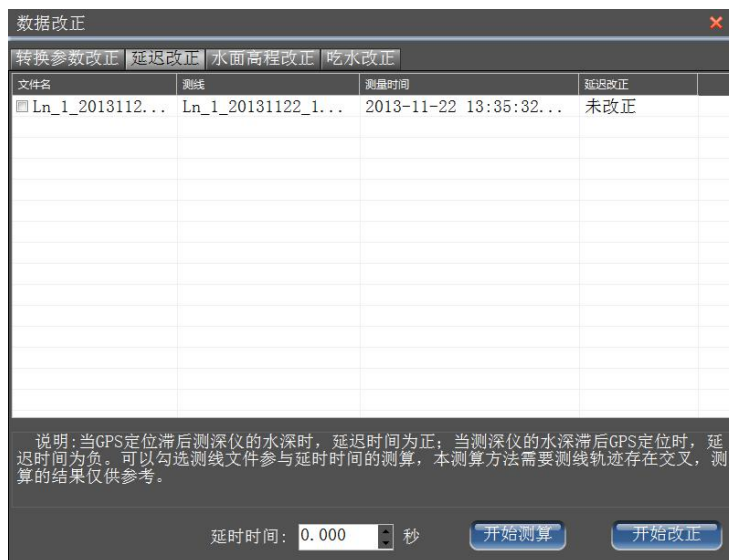 数据改正
转换参数改正 延迟改正 水面高程改正 吃水改正
文件名 测线 测量时间 延迟改正
Ln_1_2013112... Ln_1_20131122_1... 2013-11-22 13:35:32... 未改正
说明:当GPS定位滞后测深仪的水深时，延迟时间为正；当测深仪的水深滞后GPS定位时，延
迟时间为负。可以勾选测线文件参与延时时间的测算，本测算方法需要测线轨迹存在交叉，测
算的结果仅供参考。
延时时间: 0.000 秒 开始测算 开始改正